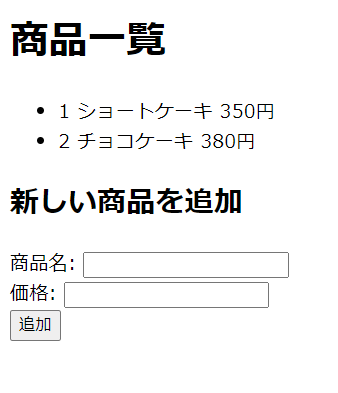 商品一覧
1 ショートケーキ 350円
2 チョコケーキ 380円
新しい商品を追加
商品名:
価格:
追加